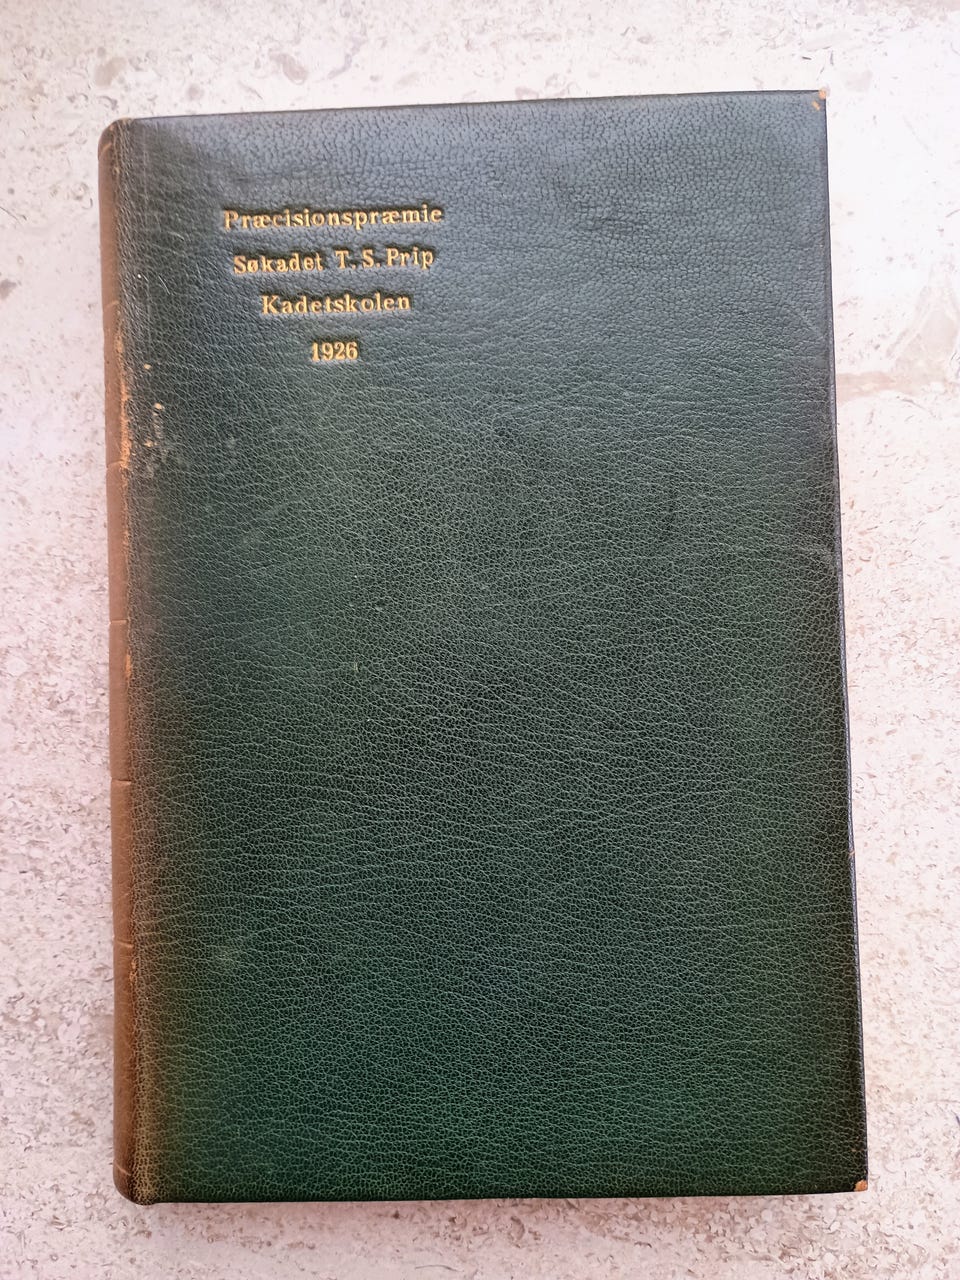 Præcisionspræmie
Søkadet T. S. Prip
Kadetskolen
1926